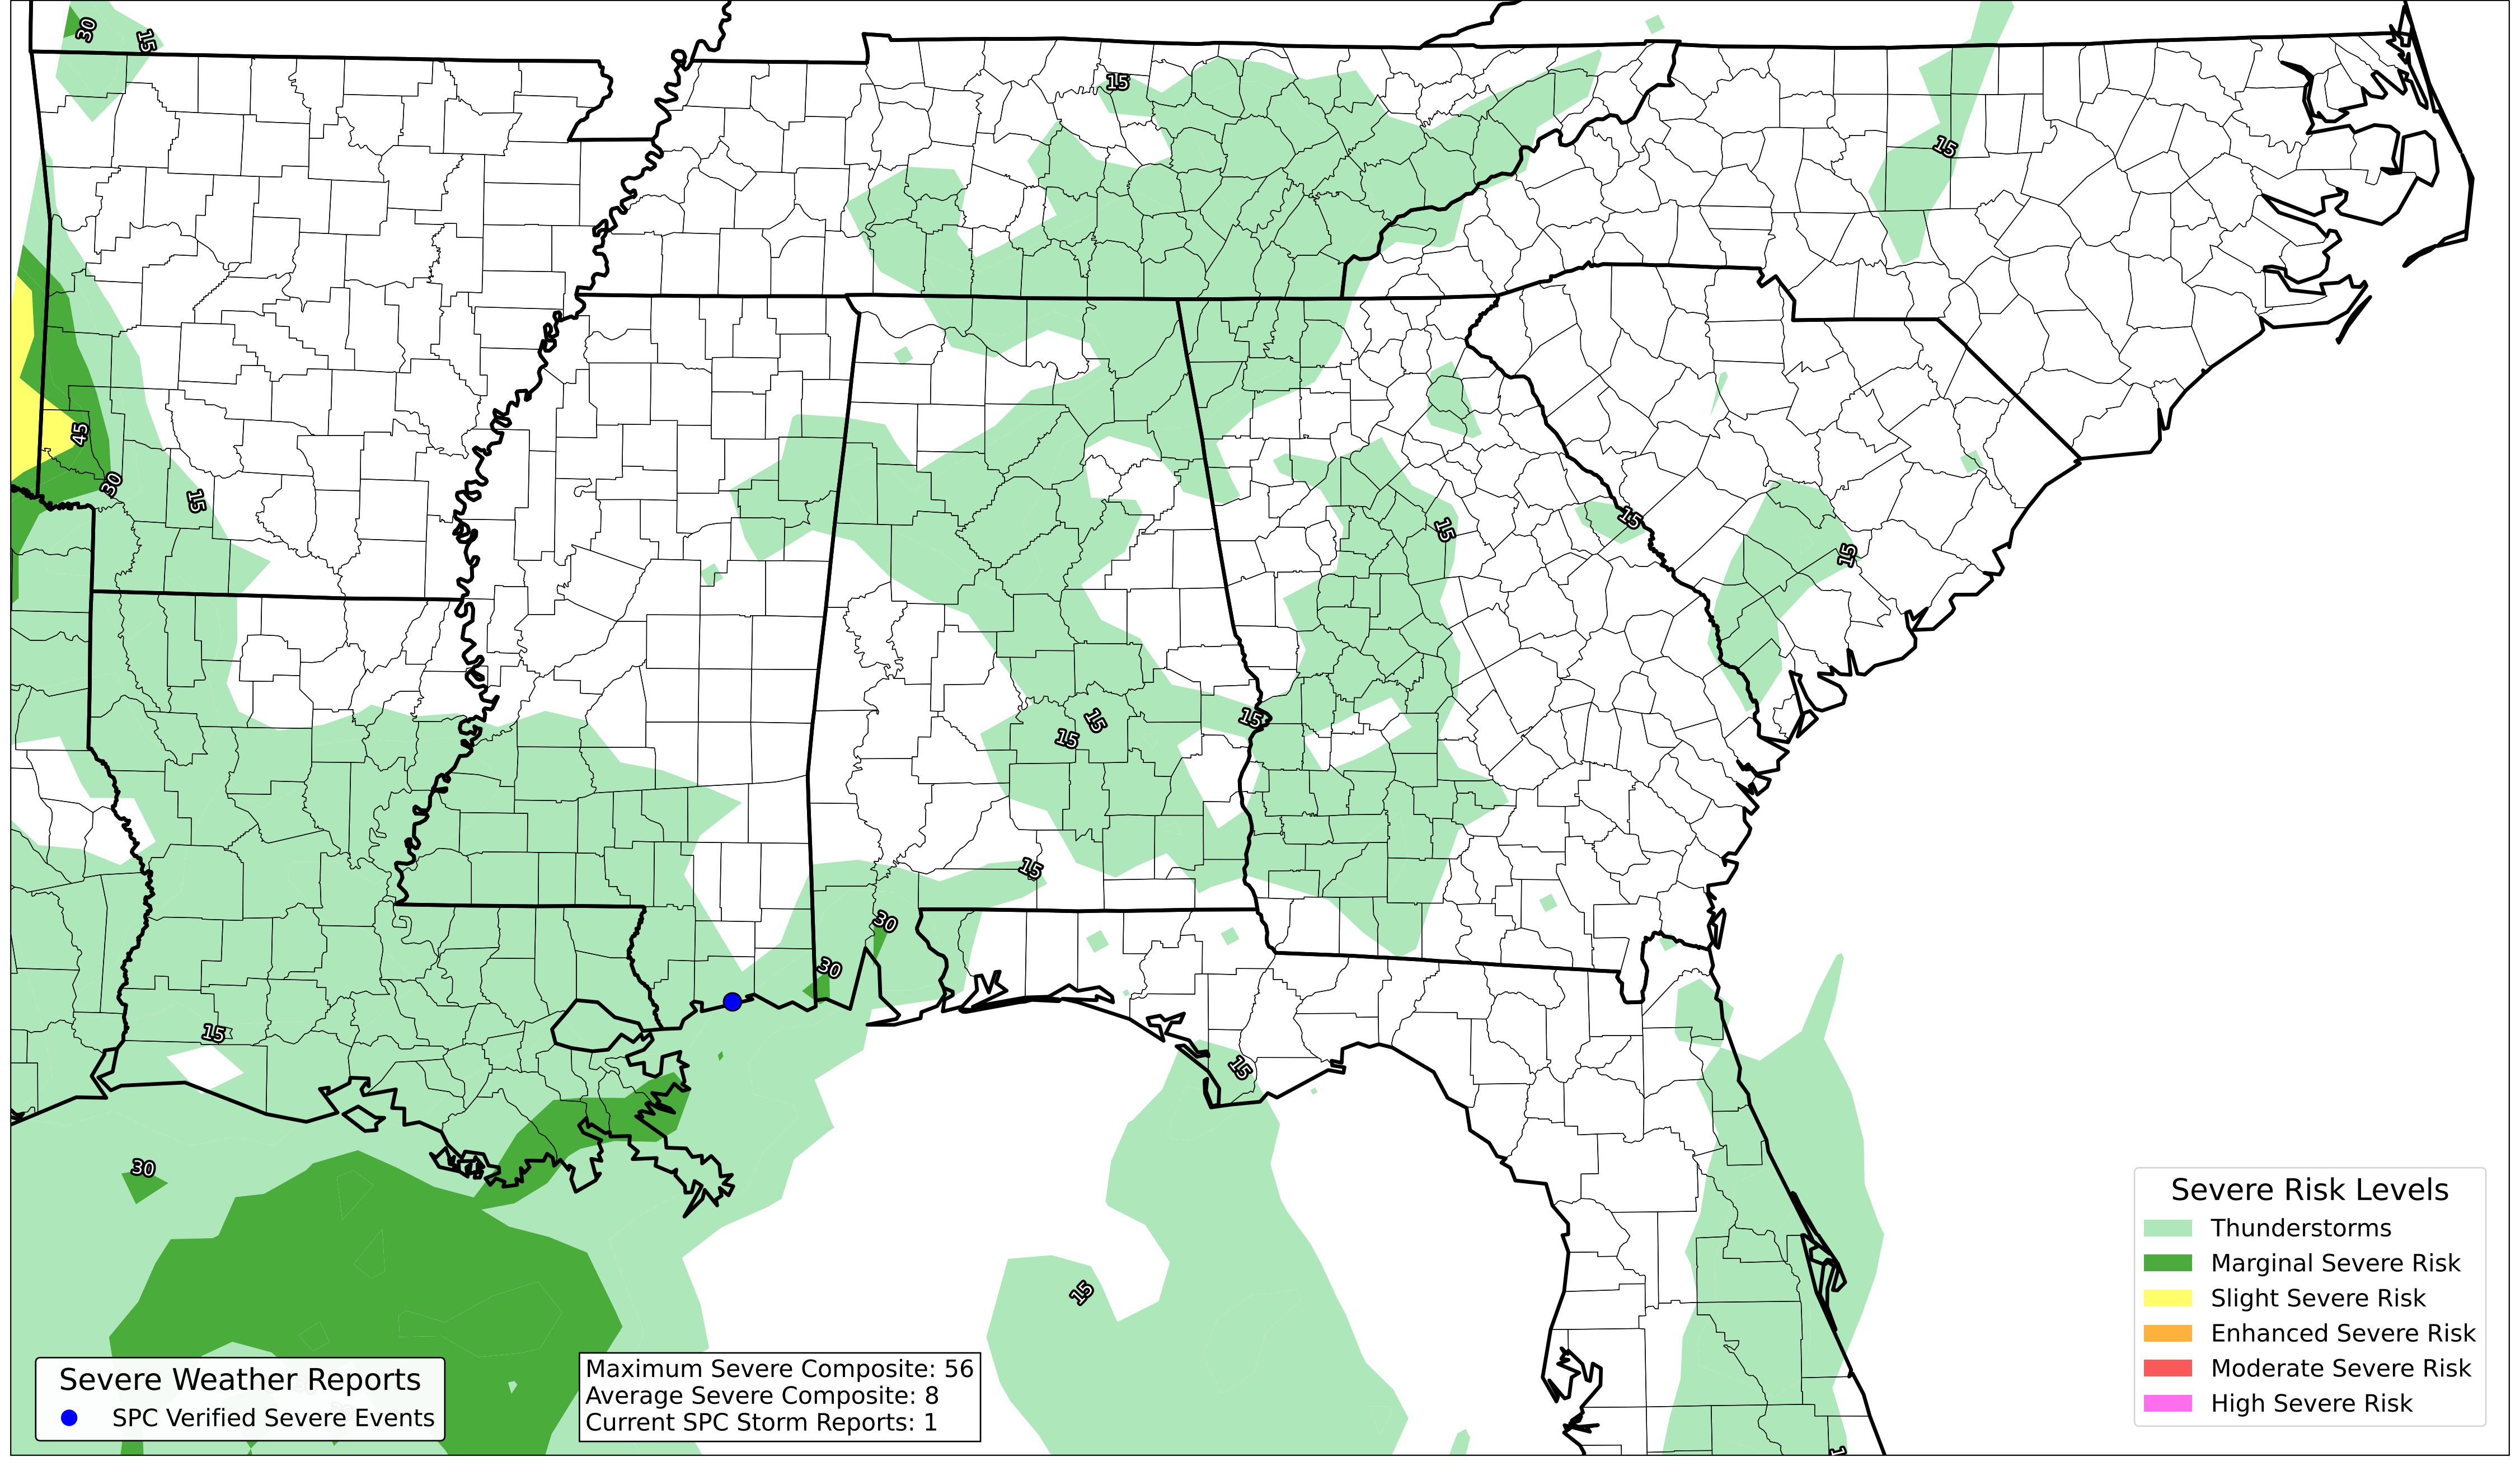 30
15
15
15
45
30
15
15
15
15
15
15
15
15
30
30
15
15
30
15
Severe Weather Reports
SPC Verified Severe Events
Maximum Severe Composite: 56
Average Severe Composite: 8
Current SPC Storm Reports: 1
Severe Risk Levels
Thunderstorms
Marginal Severe Risk
Slight Severe Risk
Enhanced Severe Risk
Moderate Severe Risk
High Severe Risk